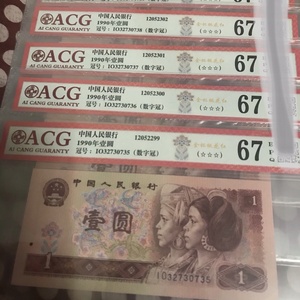 ACG
AI CANG GUARANTY
中国人民银行
1990年壹圆
冠号：IO32730738（数字冠）
12052302
(☆☆☆)
67
ACG
AI CANG GUARANTY
中国人民银行
1990年壹圆
冠号：IO32730737（数字冠）
12052301
(☆☆☆)
67
ACG
AI CANG GUARANTY
中国人民银行
1990年壹圆
冠号：IO32730736（数字冠）
12052300
(☆☆☆)
67
ACG
AI CANG GUARANTY
中国人民银行
1990年壹圆
冠号：IO32730735（数字冠）
12052299
(☆☆☆)
67
中国人民银行
壹圆
1
1
IO32730735
1